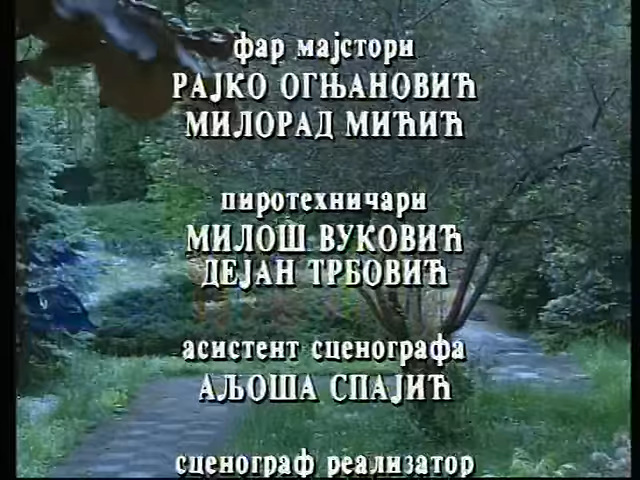 фар мајстори
РАЈКО ОГЊАНОВИЋ
МИЛОРАД МИЋИЋ
пиротехничари
МИЛОШ ВУКОВИЋ
ДЕЈАН ТРБОВИЋ
асистент сценографа
АЉОША СПАЈИЋ
сценограф реализатор